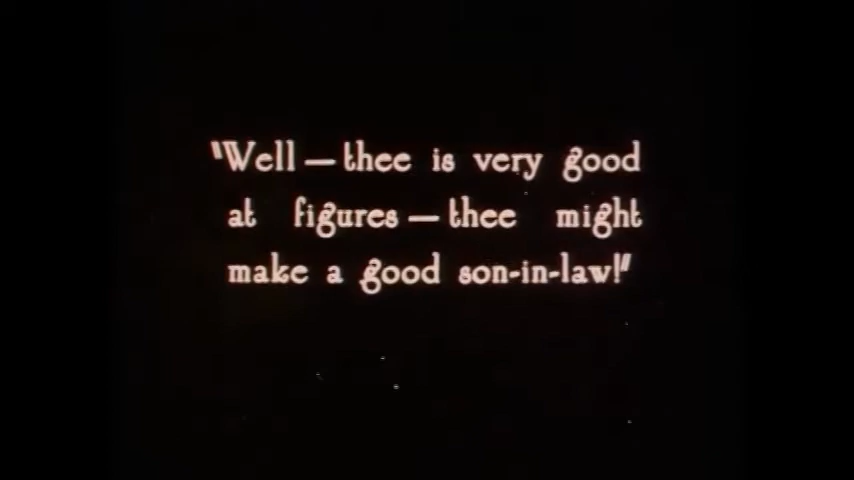 "Well — thee is very good
at figures — thee might
make a good son-in-law!"